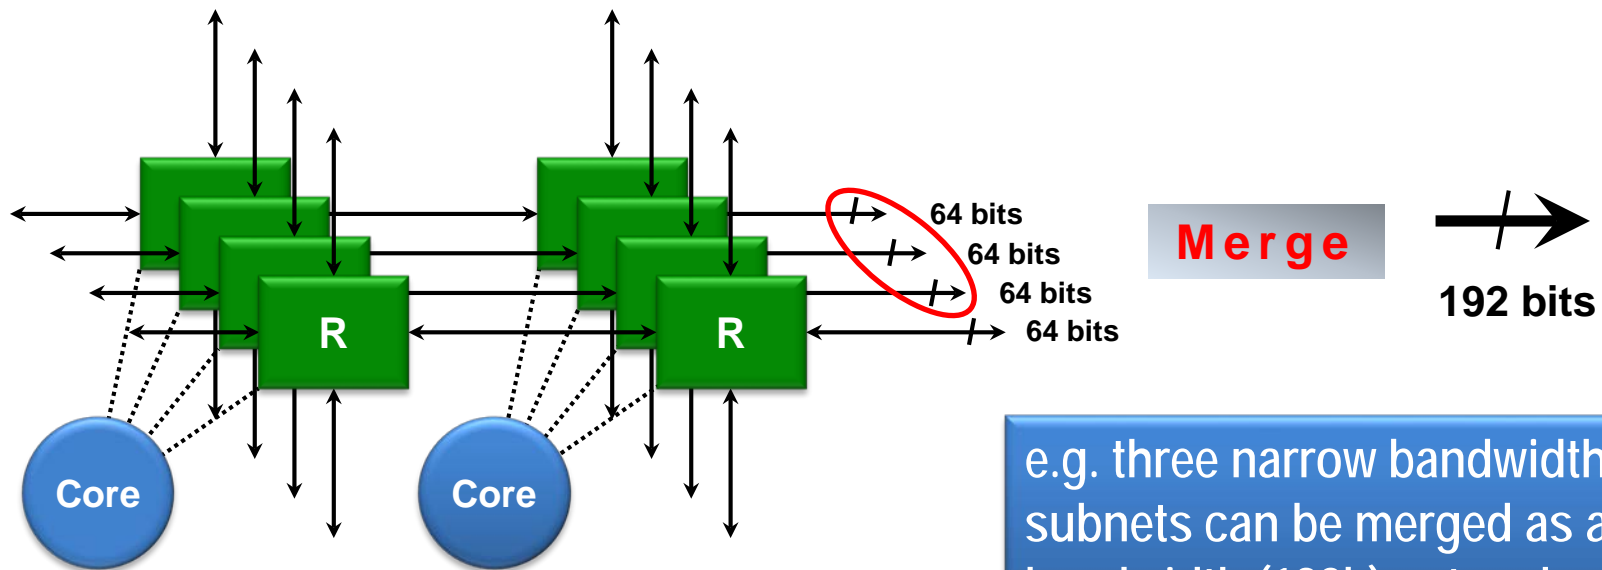 64 bits
64 bits
64 bits
64 bits
Merge
192 bits
R
R
Core
Core
e.g. three narrow bandwidth
subnets can be merged as a